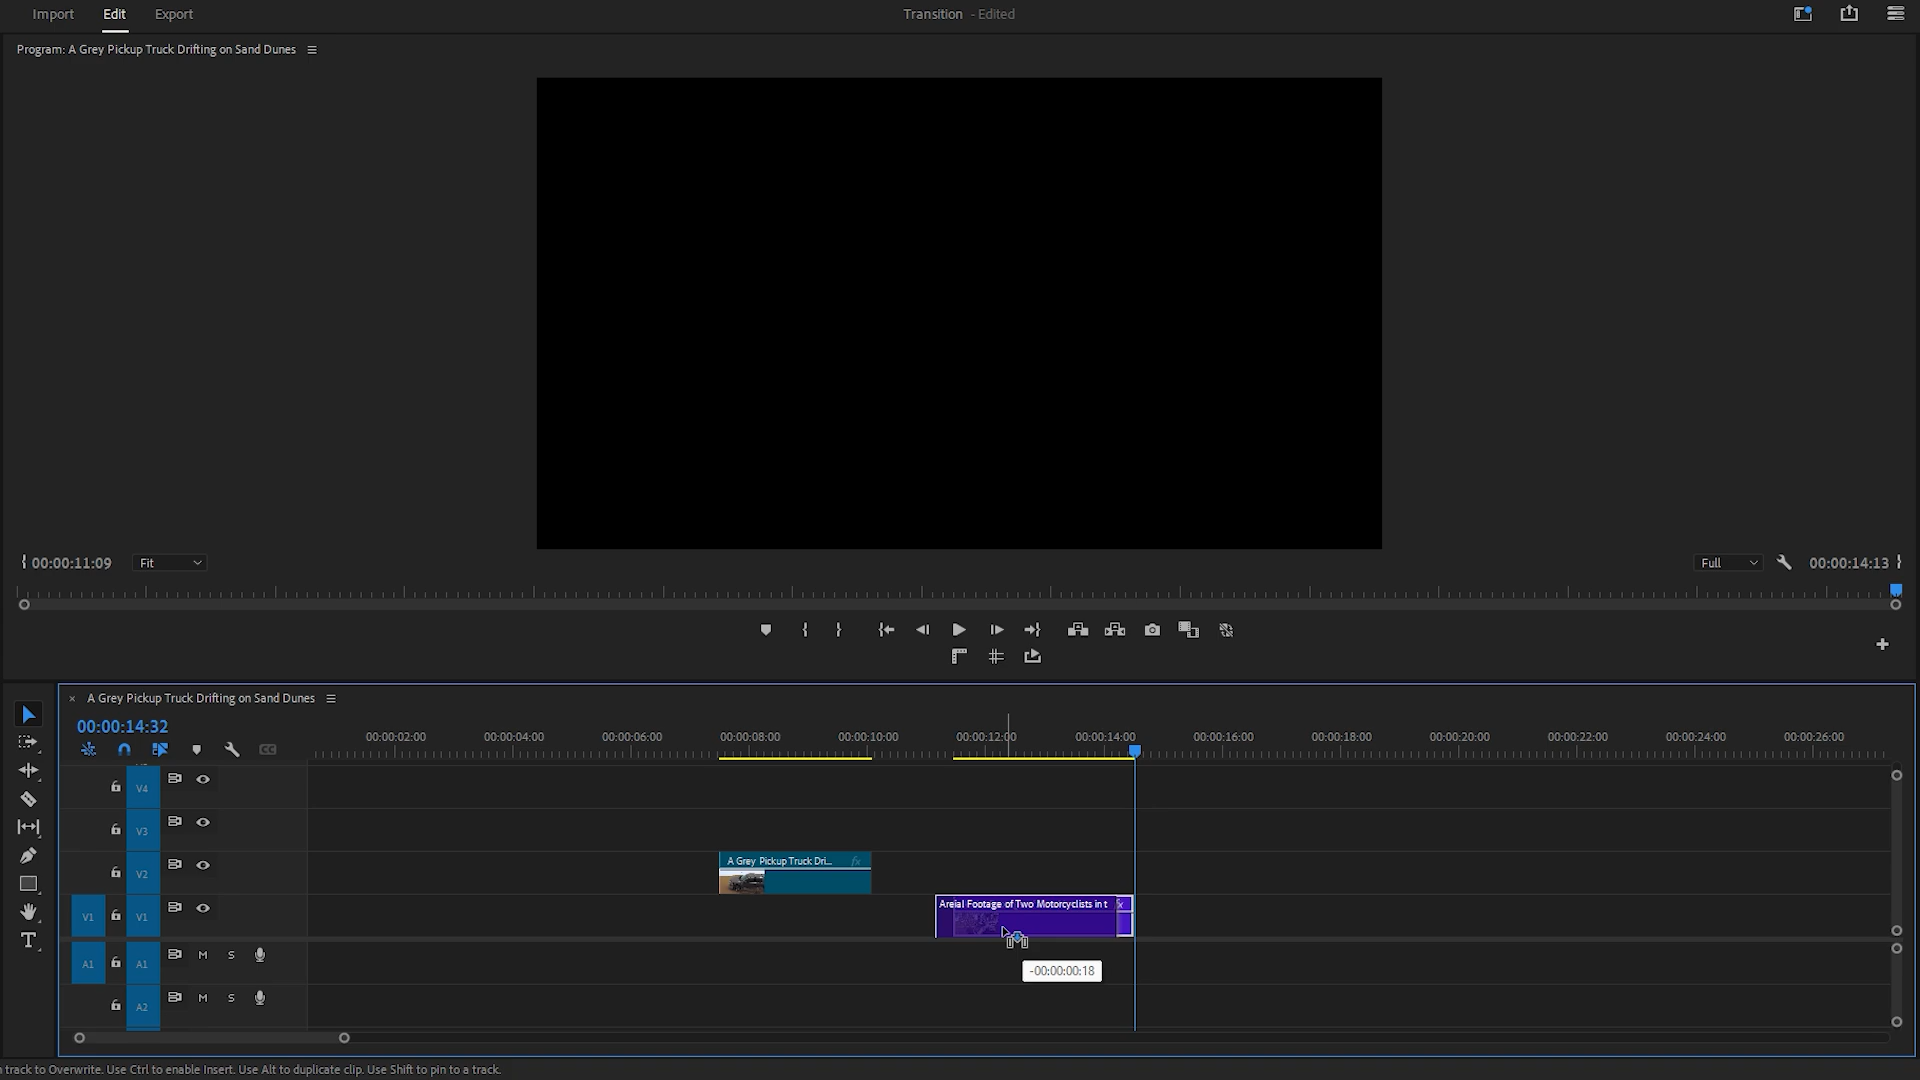 Import
Edit
Export
Transition - Edited
Program: A Grey Pickup Truck Drifting on Sand Dunes
00:00:11:09
Fit
Full
00:00:14:13
× A Grey Pickup Truck Drifting on Sand Dunes
00:00:14:32
00:00:02:00
00:00:04:00
00:00:06:00
00:00:08:00
00:00:10:00
00:00:12:00
00:00:14:00
00:00:16:00
00:00:18:00
00:00:20:00
00:00:22:00
00:00:24:00
00:00:26:00
V4
V3
V2
A Grey Pickup Truck Dri... fx
V1 V1
Areial Footage of Two Motorcyclists in t fx
A1 A1 M S
-00:00:00:18
A2 M S
T
CC
track to Overwrite. Use Ctrl to enable Insert. Use Alt to duplicate clip. Use Shift to pin to a track.